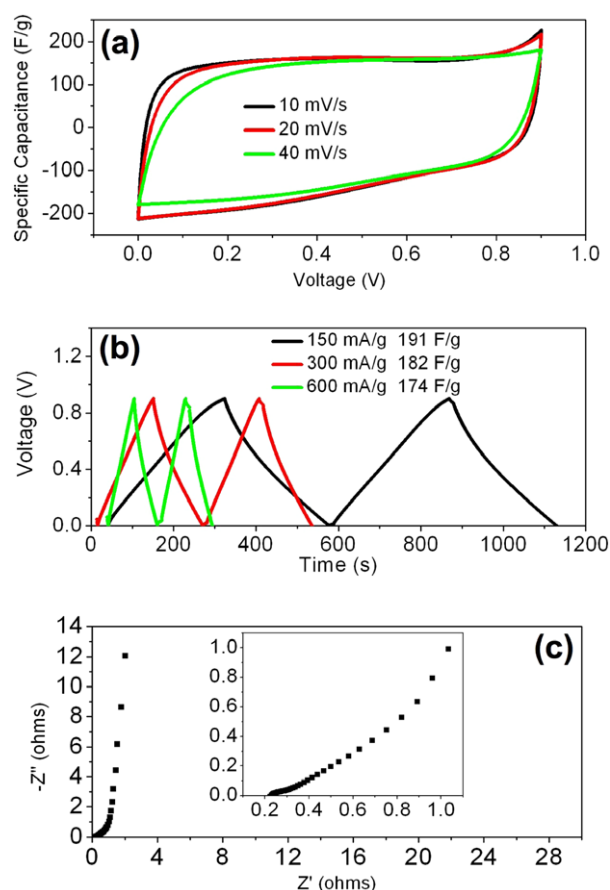 (a)
Specific Capacitance (F/g)
200
100
0
-100
-200
10 mV/s
20 mV/s
40 mV/s
0.0 0.2 0.4 0.6 0.8 1.0
Voltage (V)
(b)
Voltage (V)
1.2
0.8
0.4
0.0
150 mA/g 191 F/g
300 mA/g 182 F/g
600 mA/g 174 F/g
0 200 400 600 800 1000 1200
Time (s)
(c)
-Z'' (ohms)
14
12
10
8
6
4
2
0
1.0
0.8
0.6
0.4
0.2
0.0
0.2 0.4 0.6 0.8 1.0
0 4 8 12 16 20 24 28
Z' (ohms)